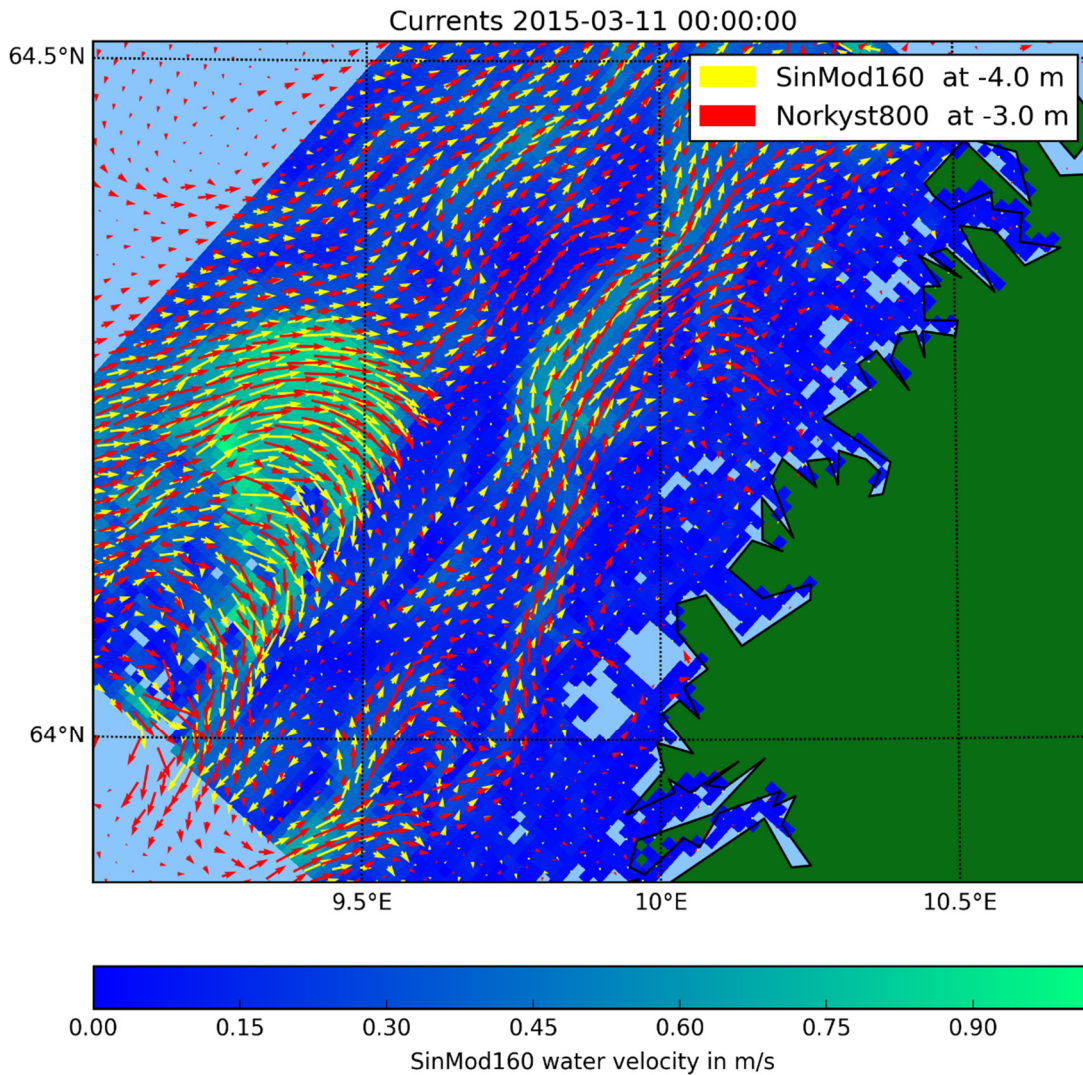 Currents 2015-03-11 00:00:00
64.5°N
SinMod160 at -4.0 m
Norkyst800 at -3.0 m
64°N
9.5°E 10°E 10.5°E
0.00 0.15 0.30 0.45 0.60 0.75 0.90
SinMod160 water velocity in m/s